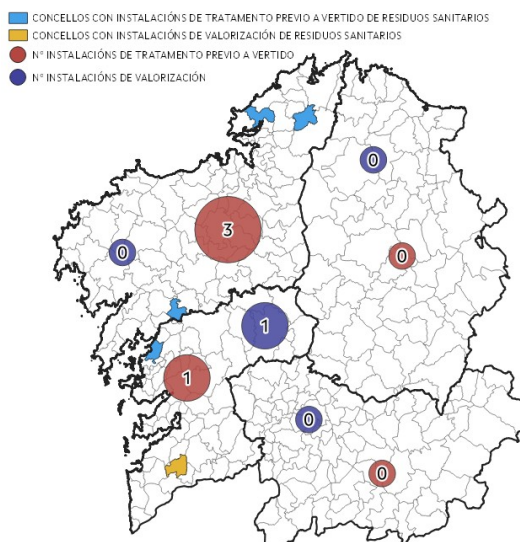 CONCELLOS CON INSTALACIÓNS DE TRATAMENTO PREVIO A VERTIDO DE RESIDUOS SANITARIOS
CONCELLOS CON INSTALACIÓNS DE VALORIZACIÓN DE RESIDUOS SANITARIOS
Nº INSTALACIÓNS DE TRATAMENTO PREVIO A VERTIDO
Nº INSTALACIÓNS DE VALORIZACIÓN
0
3
0
0
1
1
0
0